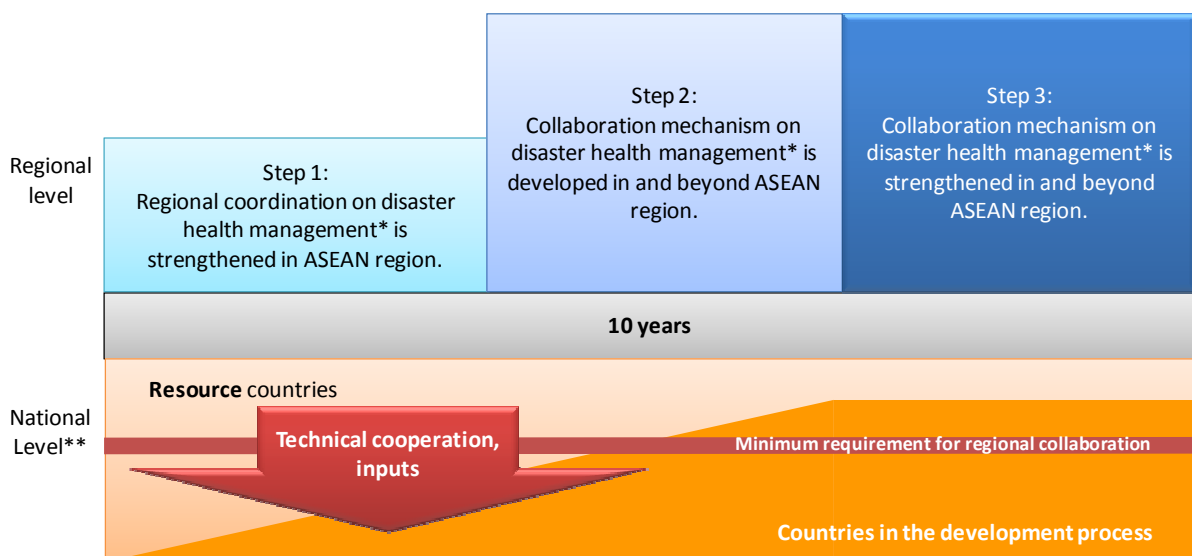 Regional
level
Step 1:
Regional coordination on disaster
health management* is
strengthened in ASEAN region.
Step 2:
Collaboration mechanism on
disaster health management* is
developed in and beyond ASEAN
region.
Step 3:
Collaboration mechanism on
disaster health management* is
strengthened in and beyond
ASEAN region.
10 years
National
Level**
Resource countries
Technical cooperation,
inputs
Minimum requirement for regional collaboration
Countries in the development process